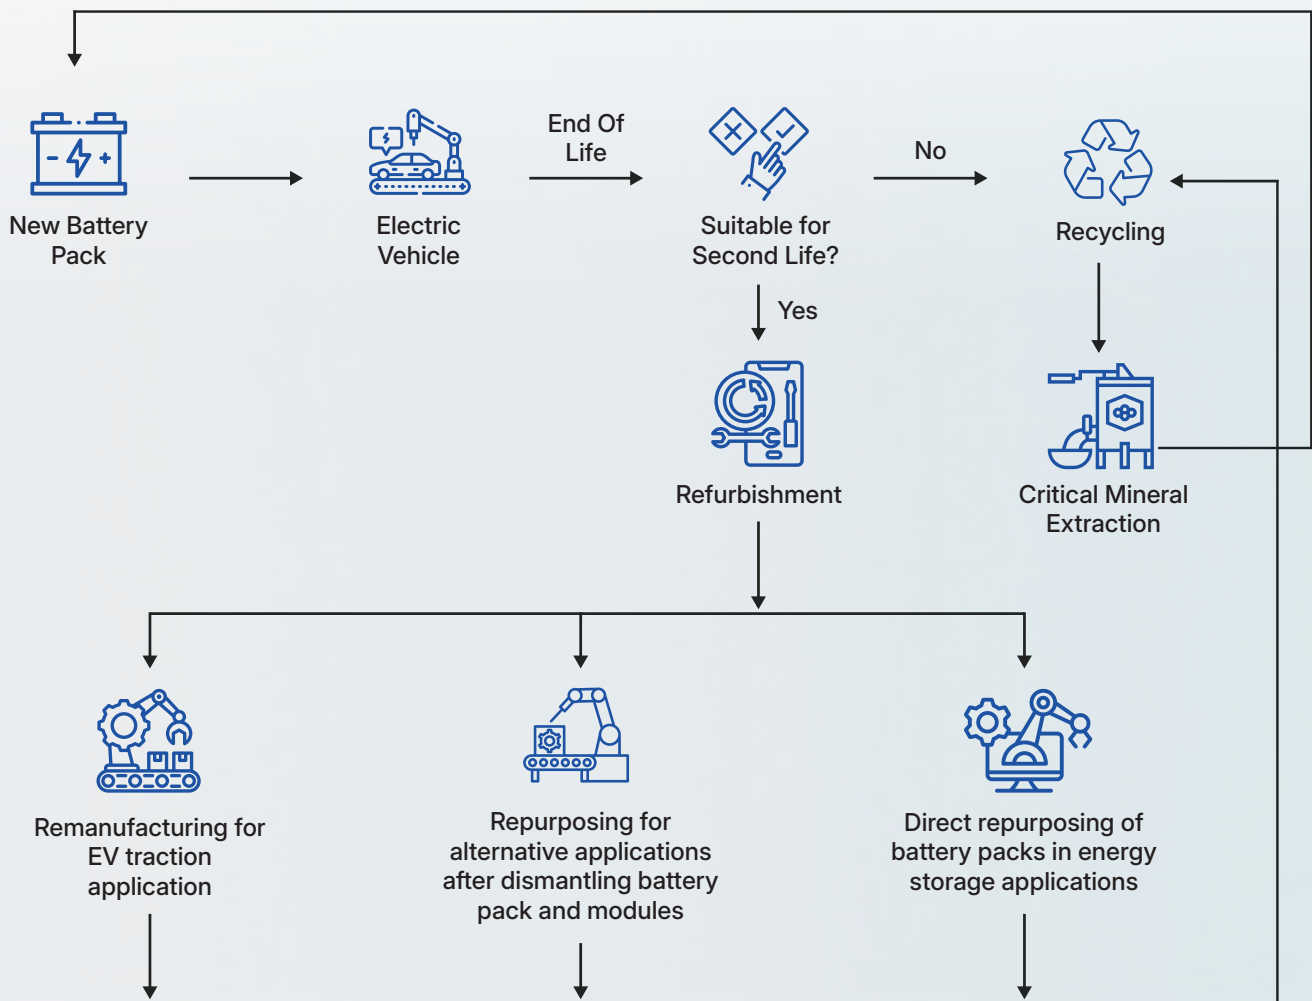 End Of
Life
No
New Battery
Pack
Electric
Vehicle
Suitable for
Second Life?
Recycling
Yes
Refurbishment
Critical Mineral
Extraction
Remanufacturing for
EV traction
application
Repurposing for
alternative applications
after dismantling battery
pack and modules
Direct repurposing of
battery packs in energy
storage applications